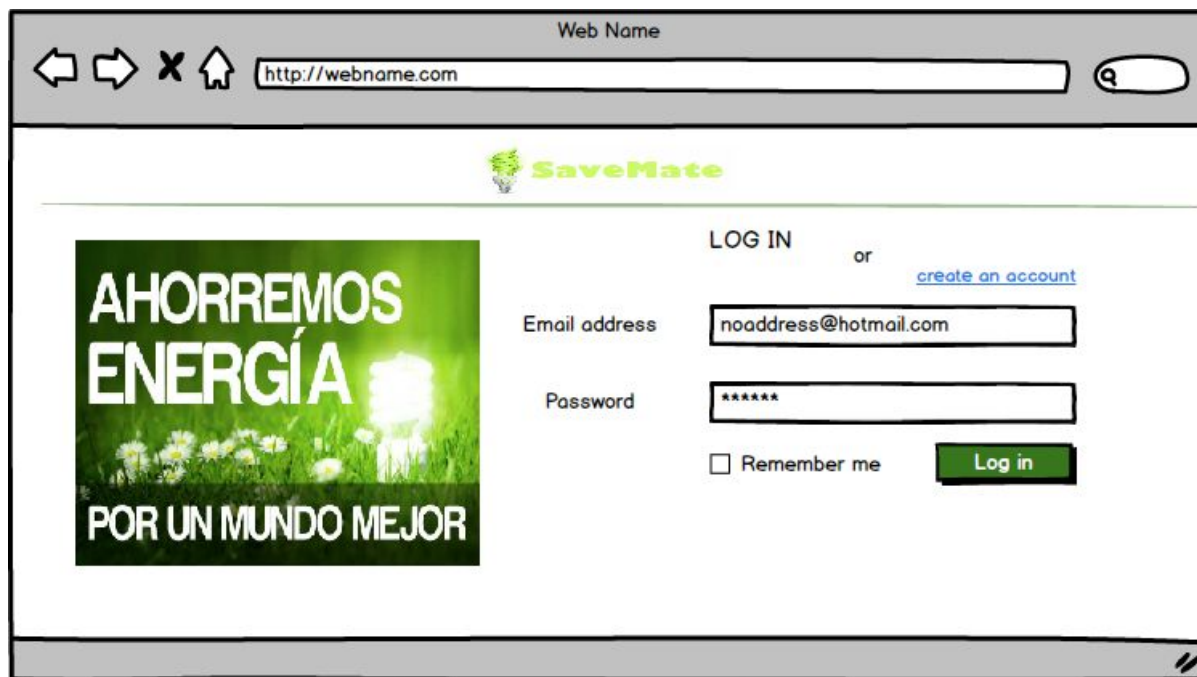 Web Name
http://webname.com
SaveMate
AHORREMOS
ENERGÍA
POR UN MUNDO MEJOR
LOG IN
or
create an account
Email address
noaddress@hotmail.com
Password
******
Remember me
Log in